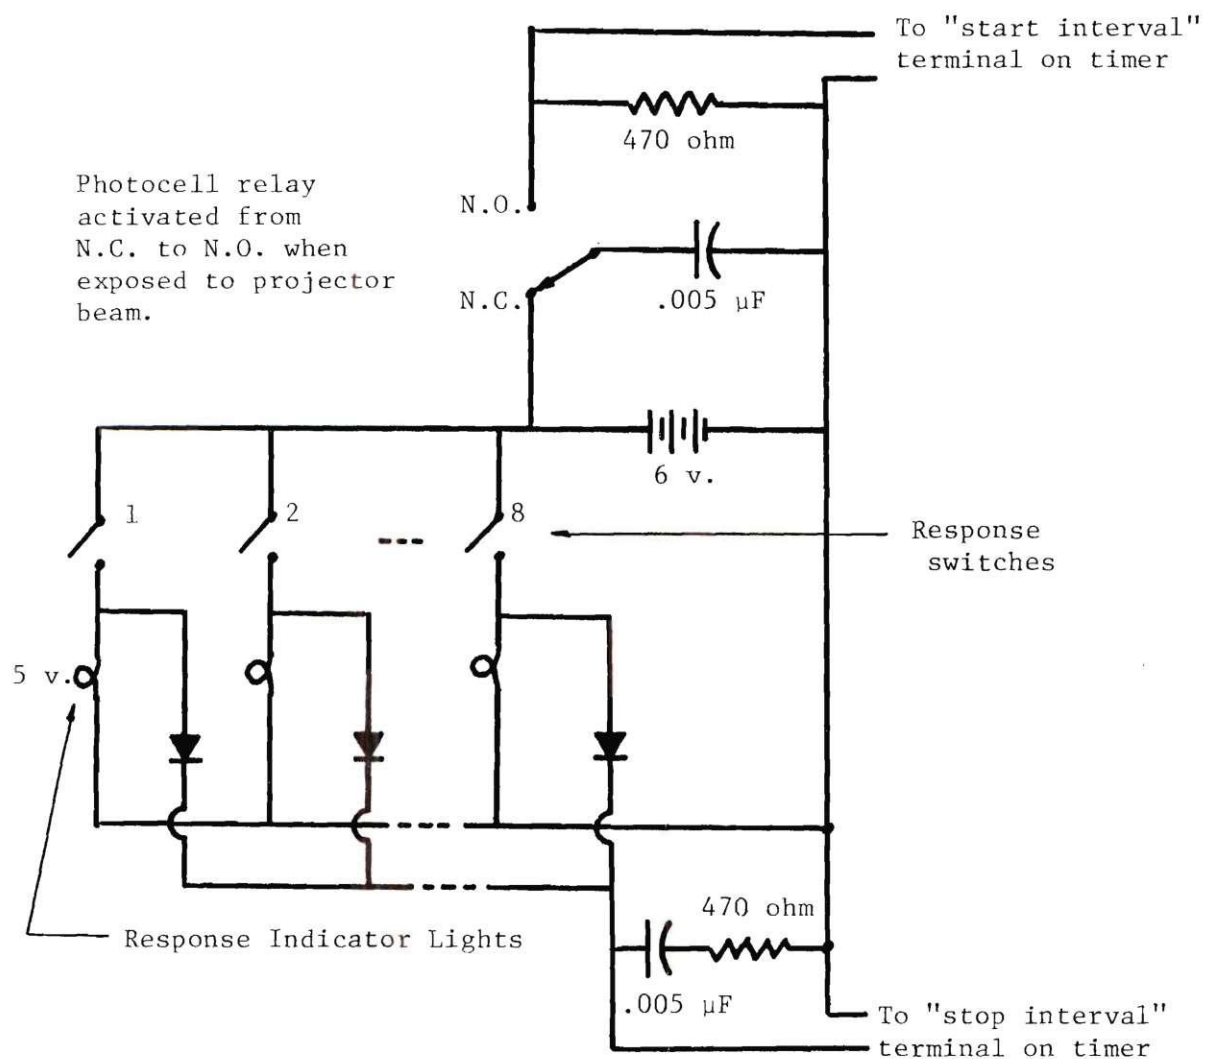 To "start interval"
terminal on timer
470 ohm
Photocell relay
activated from
N.C. to N.O. when
exposed to projector
beam.
N.O.
N.C.
.005 µF
6 v.
1
2
8
Response
switches
5 v.
470 ohm
Response Indicator Lights
.005 µF
To "stop interval"
terminal on timer